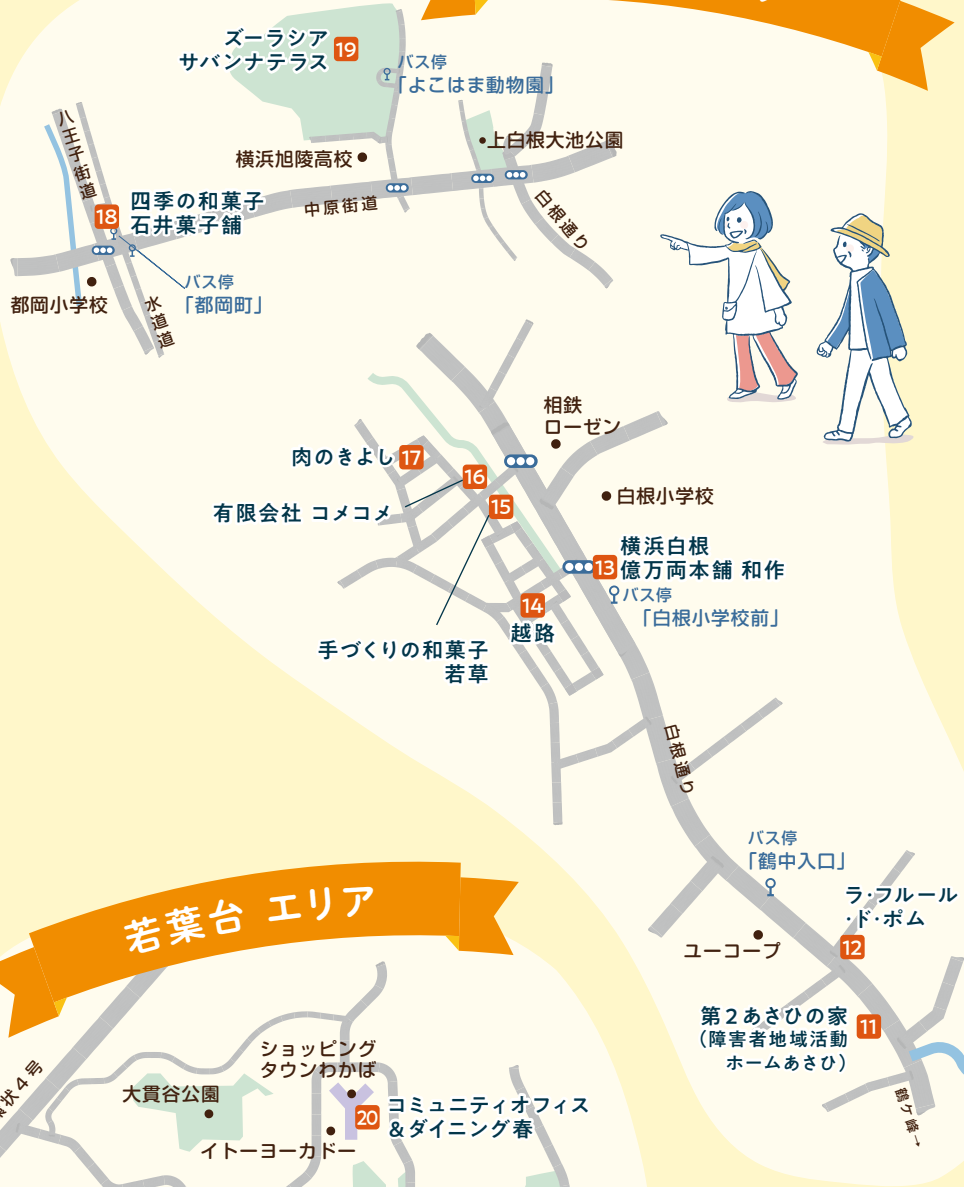 ズーラシア
サバンナテラス
19
バス停
「よこはま動物園」
上白根大池公園
横浜旭陵高校
八王子街道
四季の和菓子
石井菓子舗
18
中原街道
白根通り
バス停
「都岡町」
都岡小学校
水道道
相鉄
ローゼン
肉のきよし
17
16
有限会社 コメコメ
15
白根小学校
横浜白根
億万両本舗 和作
13
バス停
「白根小学校前」
14
越路
手づくりの和菓子
若草
白根通り
バス停
「鶴中入口」
ラ・フルール
・ド・ポム
12
ユーコープ
第2あさひの家
(障害者地域活動
ホームあさひ)
11
鶴ケ峰→
若葉台 エリア
状4号
ショッピング
タウンわかば
大貫谷公園
コミュニティオフィス
&ダイニング春
20
イトーヨーカドー